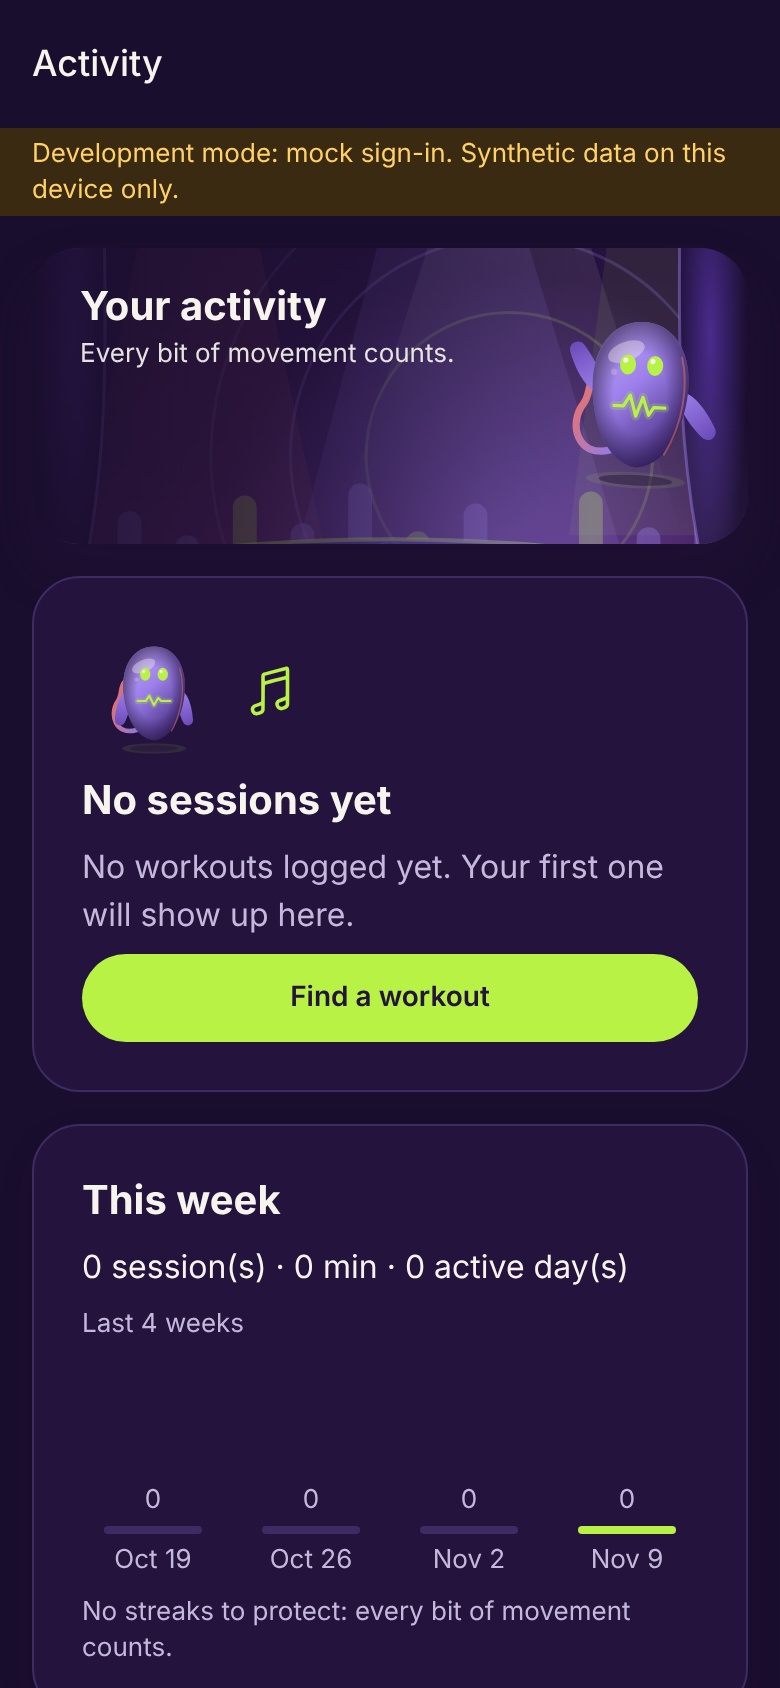 Activity
Development mode: mock sign-in. Synthetic data on this
device only.
Your activity
Every bit of movement counts.
No sessions yet
No workouts logged yet. Your first one
will show up here.
Find a workout
This week
0 session(s) · 0 min · 0 active day(s)
Last 4 weeks
0 0 0 0
Oct 19 Oct 26 Nov 2 Nov 9
No streaks to protect: every bit of movement
counts.